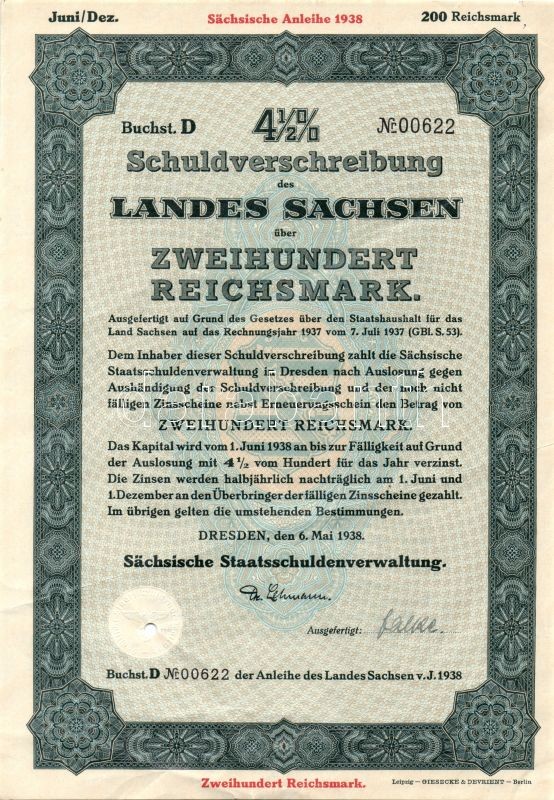 Juni/Dez. Sächsische Anleihe 1938 200 Reichsmark
Buchst. D 4½% № 00622
Schuldverschreibung
des
LANDES SACHSEN
über
ZWEIHUNDERT
REICHSMARK.
Ausgefertigt auf Grund des Gesetzes über den Staatshaushalt für das
Land Sachsen auf das Rechnungsjahr 1937 vom 7. Juli 1937 (GBl. S. 53).
Dem Inhaber dieser Schuldverschreibung zahlt die Sächsische
Staatsschuldenverwaltung in Dresden nach Auslosung gegen
Aushändigung der Schuldverschreibung und der noch nicht
fälligen Zinsscheine nebst Erneuerungsschein den Betrag von
ZWEIHUNDERT REICHSMARK.
Das Kapital wird vom 1. Juni 1938 an bis zur Fälligkeit auf Grund
der Auslosung mit 4½ vom Hundert für das Jahr verzinst.
Die Zinsen werden halbjährlich nachträglich am 1. Juni und
1. Dezember an den Überbringer der fälligen Zinsscheine gezahlt.
Im übrigen gelten die umstehenden Bestimmungen.
DRESDEN, den 6. Mai 1938.
Sächsische Staatsschuldenverwaltung.
Dr. Lehmann.
Ausgefertigt:
Buchst. D № 00622 der Anleihe des Landes Sachsen v. J. 1938
Zweihundert Reichsmark.
Leipzig — GIESECKE & DEVRIENT — Berlin